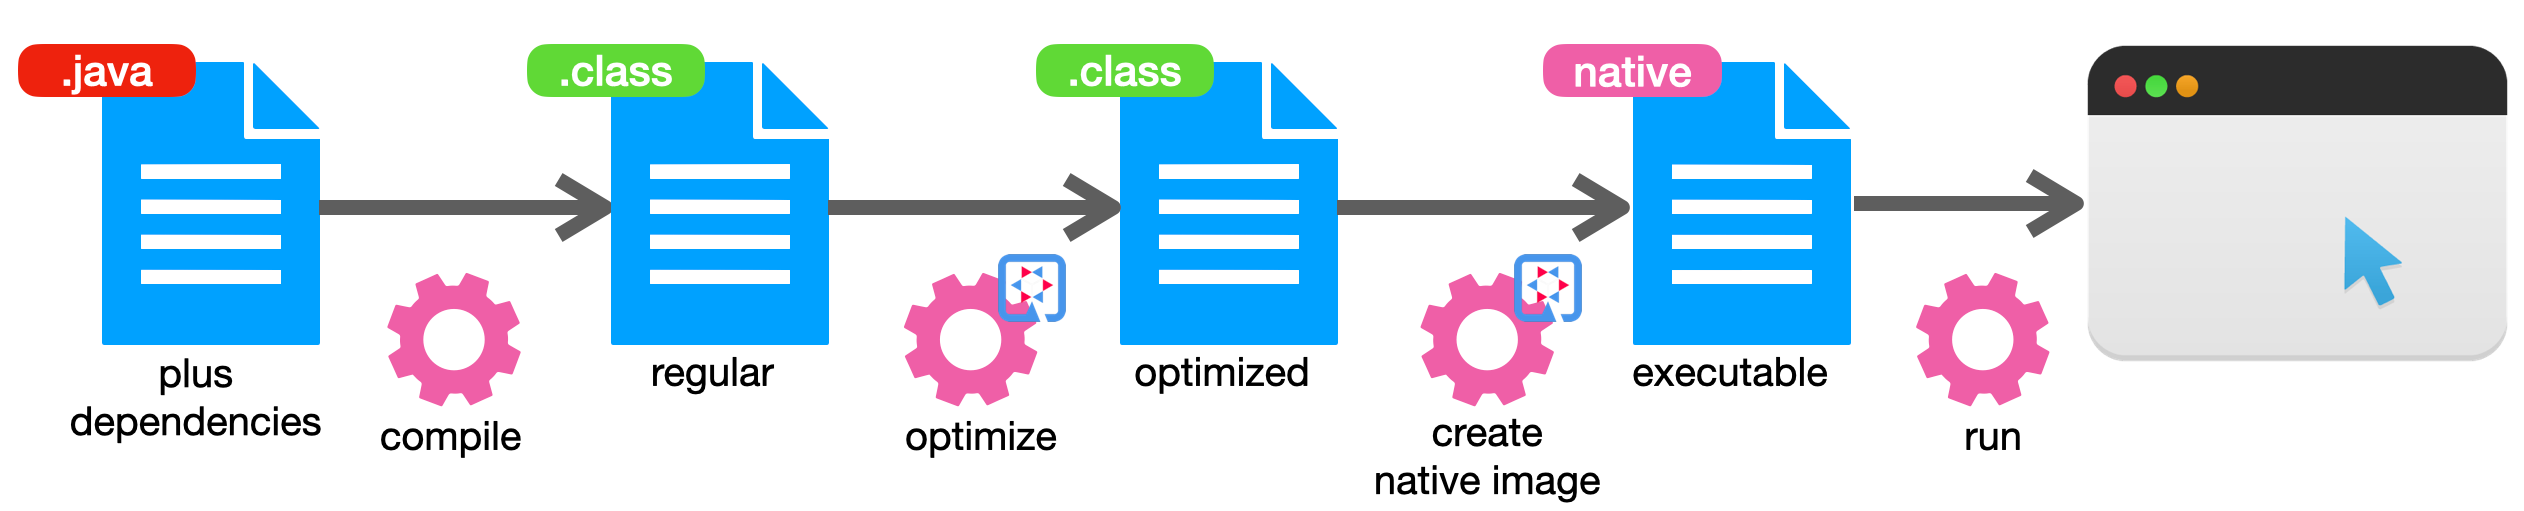 .java
.class
.class
native
plus
dependencies
compile
regular
optimize
optimized
create
native image
executable
run